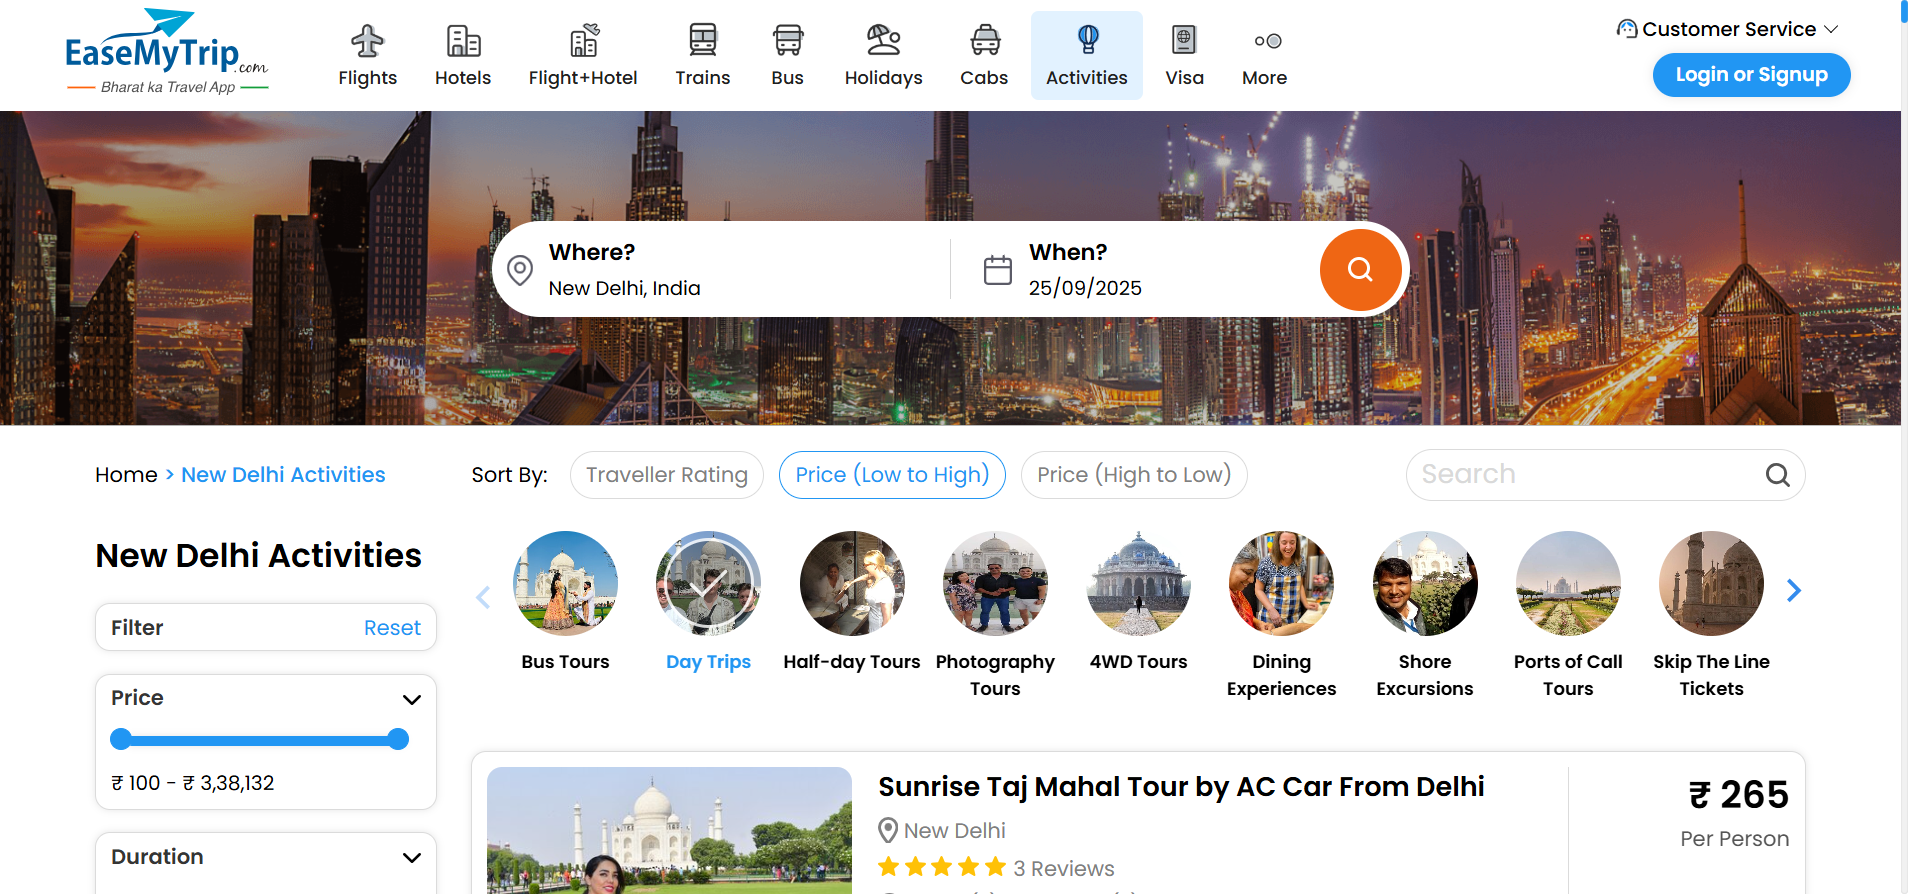 EaseMyTrip.com
Bharat ka Travel App
Flights
Hotels
Flight+Hotel
Trains
Bus
Holidays
Cabs
Activities
Visa
More
Customer Service
Login or Signup
Where?
New Delhi, India
When?
25/09/2025
Home > New Delhi Activities
Sort By:
Traveller Rating
Price (Low to High)
Price (High to Low)
Search
New Delhi Activities
Filter
Reset
Price
₹ 100 - ₹ 3,38,132
Duration
Bus Tours
Day Trips
Half-day Tours
Photography
Tours
4WD Tours
Dining
Experiences
Shore
Excursions
Ports of Call
Tours
Skip The Line
Tickets
Sunrise Taj Mahal Tour by AC Car From Delhi
New Delhi
3 Reviews
₹ 265
Per Person